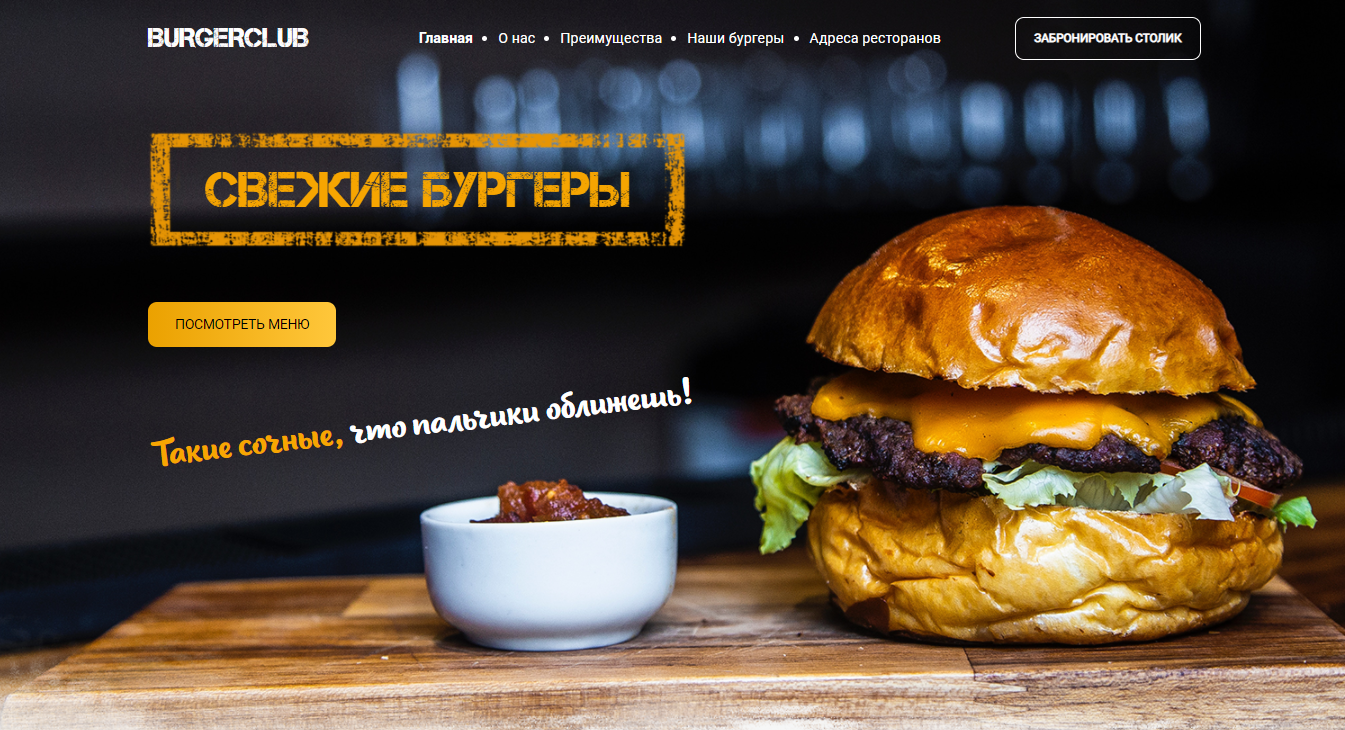 BURGERCLUB
Главная • О нас • Преимущества • Наши бургеры • Адреса ресторанов
ЗАБРОНИРОВАТЬ СТОЛИК
СВЕЖИЕ БУРГЕРЫ
ПОСМОТРЕТЬ МЕНЮ
Такие сочные, что пальчики оближешь!